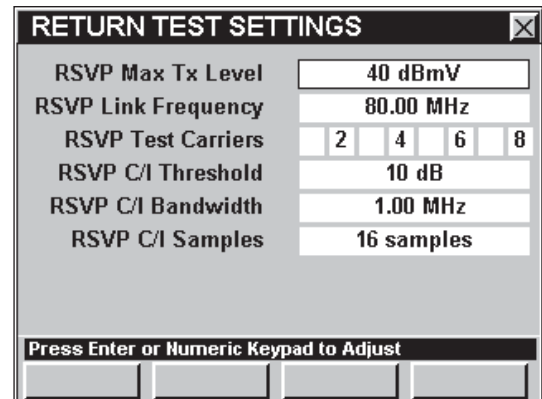 RETURN TEST SETTINGS
RSVP Max Tx Level 40 dBmV
RSVP Link Frequency 80.00 MHz
RSVP Test Carriers 2 4 6 8
RSVP C/I Threshold 10 dB
RSVP C/I Bandwidth 1.00 MHz
RSVP C/I Samples 16 samples
Press Enter or Numeric Keypad to Adjust